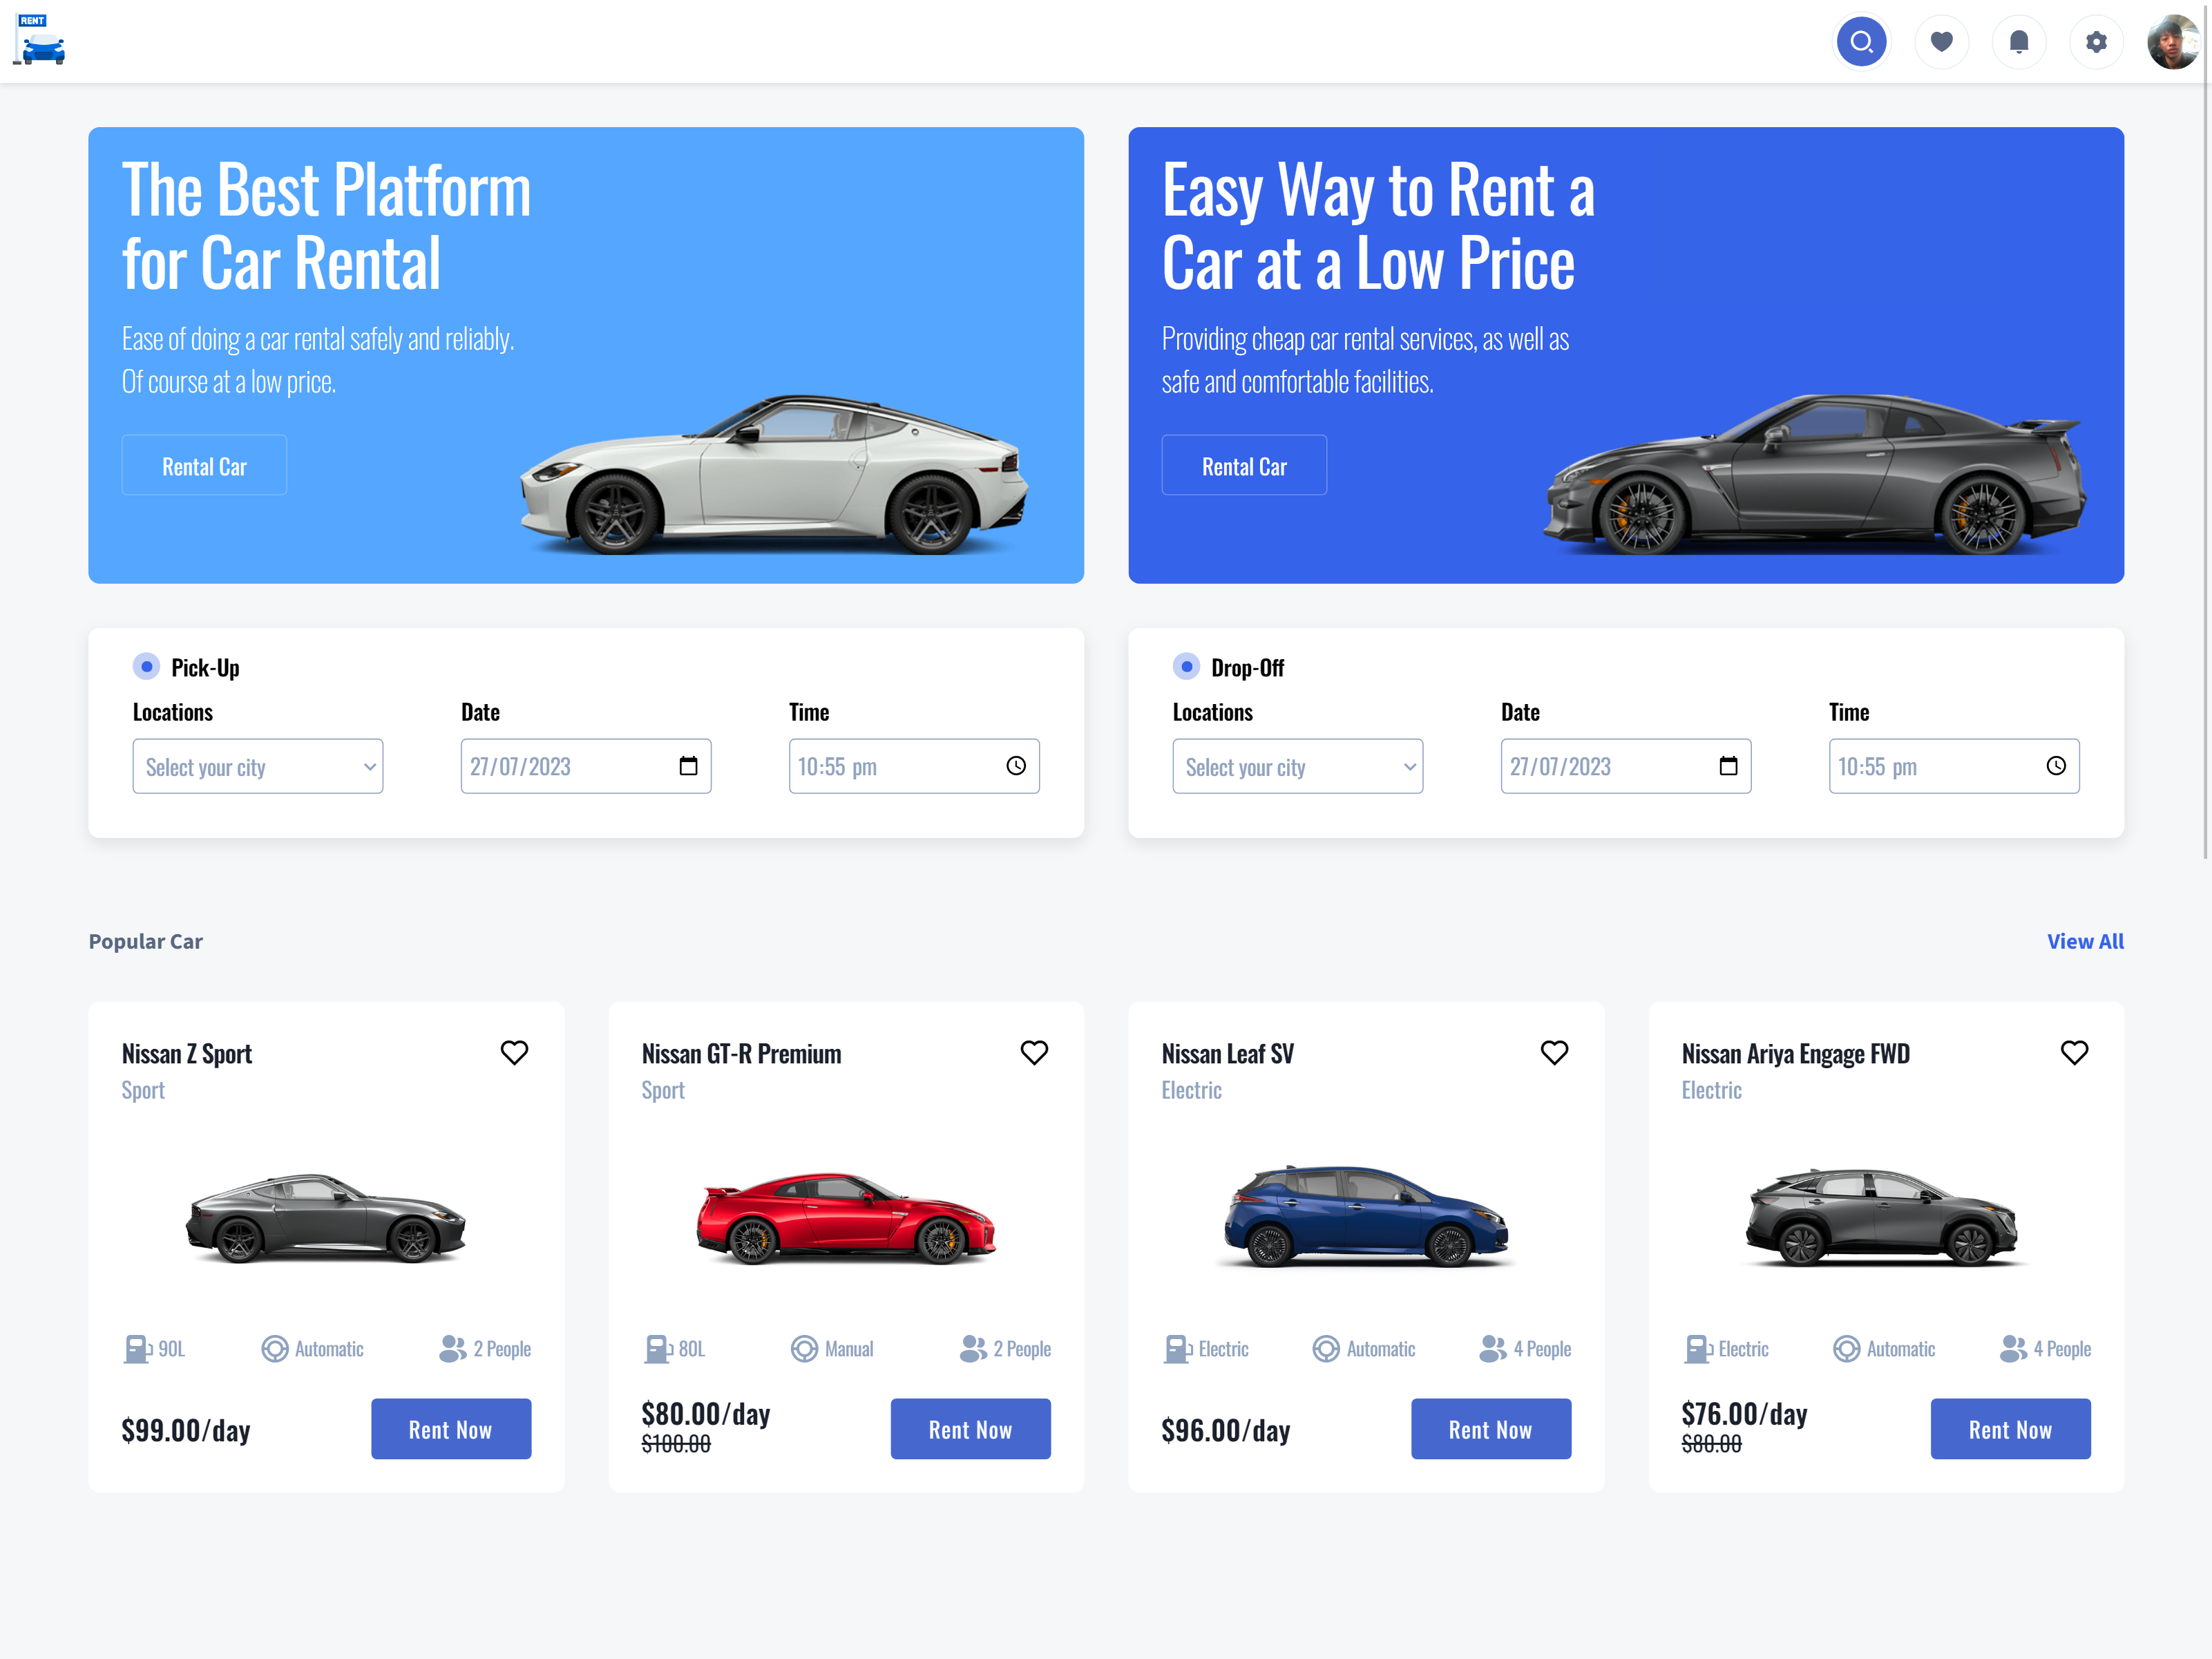 RENT
The Best Platform
for Car Rental
Ease of doing a car rental safely and reliably.
Of course at a low price.
Rental Car
Easy Way to Rent a
Car at a Low Price
Providing cheap car rental services, as well as
safe and comfortable facilities.
Rental Car
Pick-Up
Locations Date Time
Select your city 27/07/2023 10:55 pm
Drop-Off
Locations Date Time
Select your city 27/07/2023 10:55 pm
Popular Car View All
Nissan Z Sport
Sport
90L Automatic 2 People
$99.00/day Rent Now
Nissan GT-R Premium
Sport
80L Manual 2 People
$80.00/day
$100.00
Rent Now
Nissan Leaf SV
Electric
Electric Automatic 4 People
$96.00/day Rent Now
Nissan Ariya Engage FWD
Electric
Electric Automatic 4 People
$76.00/day
$80.00
Rent Now